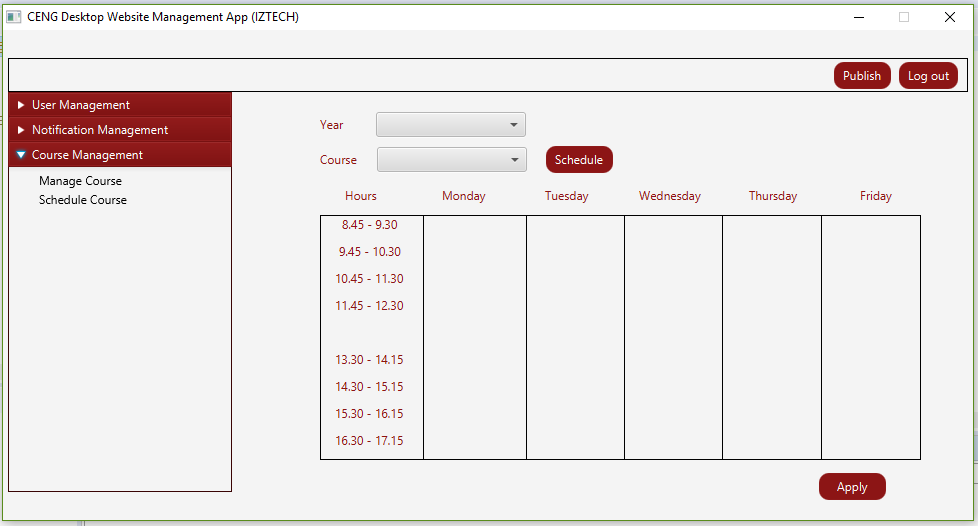 CENG Desktop Website Management App (IZTECH)
Publish Log out
User Management
Notification Management
Course Management
Manage Course
Schedule Course
Year
Course Schedule
Hours Monday Tuesday Wednesday Thursday Friday
8.45 - 9.30
9.45 - 10.30
10.45 - 11.30
11.45 - 12.30
13.30 - 14.15
14.30 - 15.15
15.30 - 16.15
16.30 - 17.15
Apply